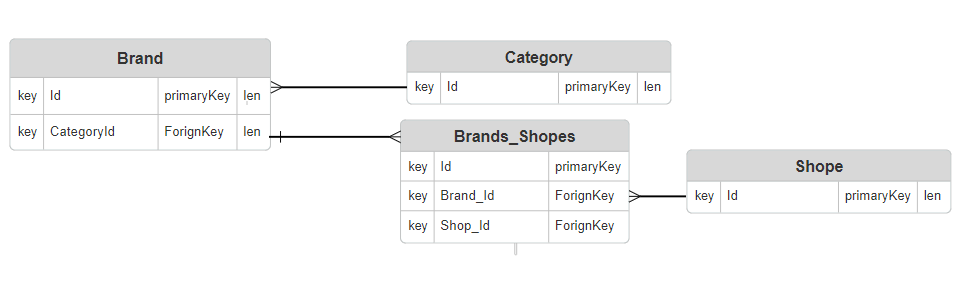 Brand
key Id primaryKey len
key CategoryId ForignKey len
Category
key Id primaryKey len
Brands_Shopes
key Id primaryKey
key Brand_Id ForignKey
key Shop_Id ForignKey
Shope
key Id primaryKey len